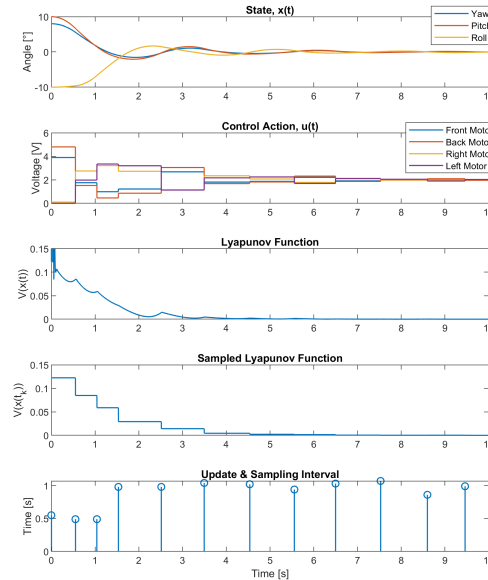 State, x(t)
Angle [°]
10
0
-10
Yaw
Pitch
Roll
0 1 2 3 4 5 6 7 8 9
Control Action, u(t)
Voltage [V]
6
4
2
0
Front Motor
Back Motor
Right Motor
Left Motor
0 1 2 3 4 5 6 7 8 9
Lyapunov Function
V(x(t))
0.15
0.1
0.05
0
0 1 2 3 4 5 6 7 8 9
Sampled Lyapunov Function
V(x(t_k))
0.15
0.1
0.05
0
0 1 2 3 4 5 6 7 8 9
Update & Sampling Interval
Time [s]
1
0.5
0
0 1 2 3 4 5 6 7 8 9
Time [s]